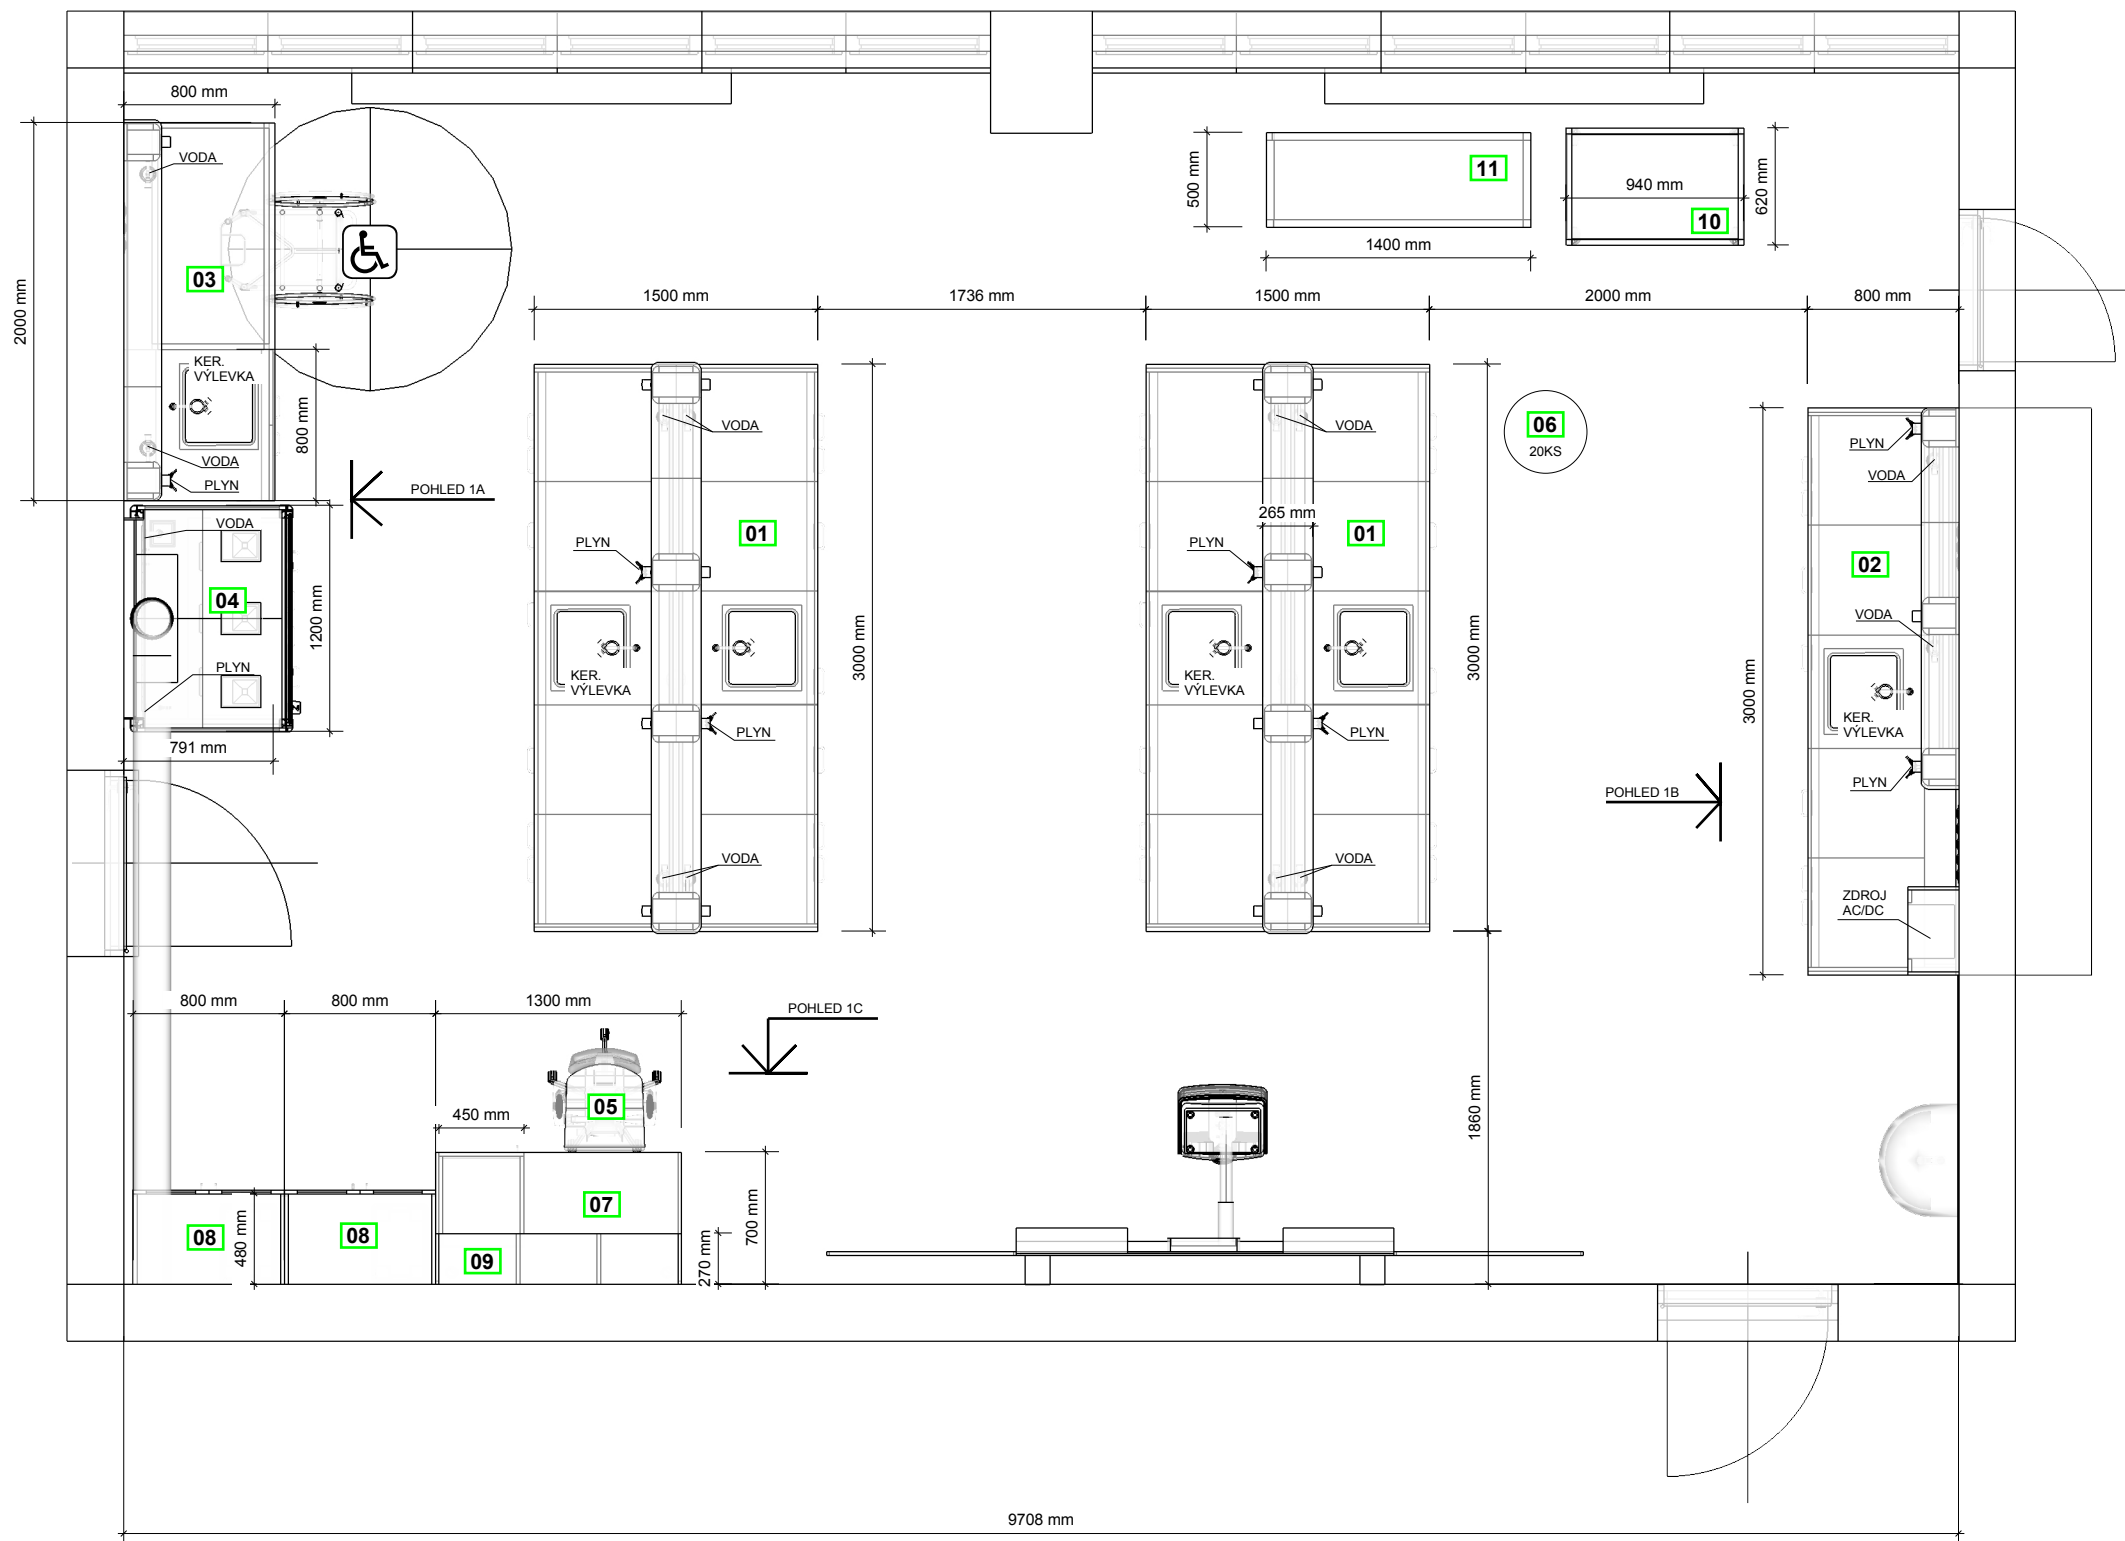 800 mm
VODA
03
2000 mm
KER.
VÝLEVKA
800 mm
VODA
PLYN
POHLED 1A
VODA
04
1200 mm
PLYN
791 mm
500 mm
11
1400 mm
940 mm
10
620 mm
1500 mm
1736 mm
1500 mm
2000 mm
800 mm
VODA
01
PLYN
KER.
VÝLEVKA
PLYN
VODA
3000 mm
VODA
265 mm
01
PLYN
KER.
VÝLEVKA
PLYN
VODA
3000 mm
06
20KS
PLYN
VODA
02
VODA
KER.
VÝLEVKA
PLYN
3000 mm
POHLED 1B
ZDROJ
AC/DC
800 mm
800 mm
1300 mm
POHLED 1C
450 mm
05
07
08
480 mm
08
09
270 mm
700 mm
1860 mm
9708 mm